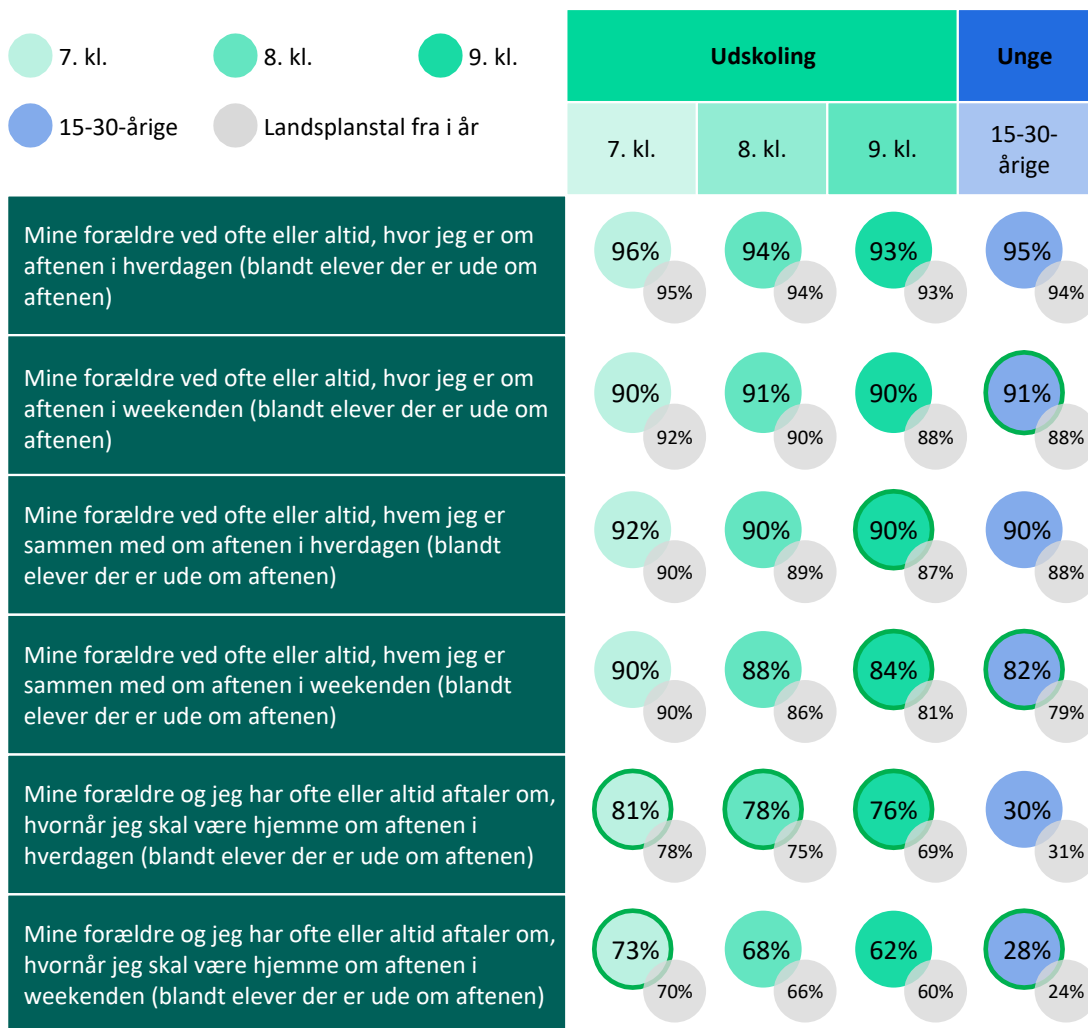 7. kl.
8. kl.
9. kl.
15-30-årige
Landsplanstal fra i år
Udskoling
Unge
7. kl.
8. kl.
9. kl.
15-30-
årige
Mine forældre ved ofte eller altid, hvor jeg er om
aftenen i hverdagen (blandt elever der er ude om
aftenen)
96%
95%
94%
94%
93%
93%
95%
94%
Mine forældre ved ofte eller altid, hvor jeg er om
aftenen i weekenden (blandt elever der er ude om
aftenen)
90%
92%
91%
90%
90%
88%
91%
88%
Mine forældre ved ofte eller altid, hvem jeg er
sammen med om aftenen i hverdagen (blandt
elever der er ude om aftenen)
92%
90%
90%
89%
90%
87%
90%
88%
Mine forældre ved ofte eller altid, hvem jeg er
sammen med om aftenen i weekenden (blandt
elever der er ude om aftenen)
90%
90%
88%
86%
84%
81%
82%
79%
Mine forældre og jeg har ofte eller altid aftaler om,
hvornår jeg skal være hjemme om aftenen i
hverdagen (blandt elever der er ude om aftenen)
81%
78%
78%
75%
76%
69%
30%
31%
Mine forældre og jeg har ofte eller altid aftaler om,
hvornår jeg skal være hjemme om aftenen i
weekenden (blandt elever der er ude om aftenen)
73%
70%
68%
66%
62%
60%
28%
24%